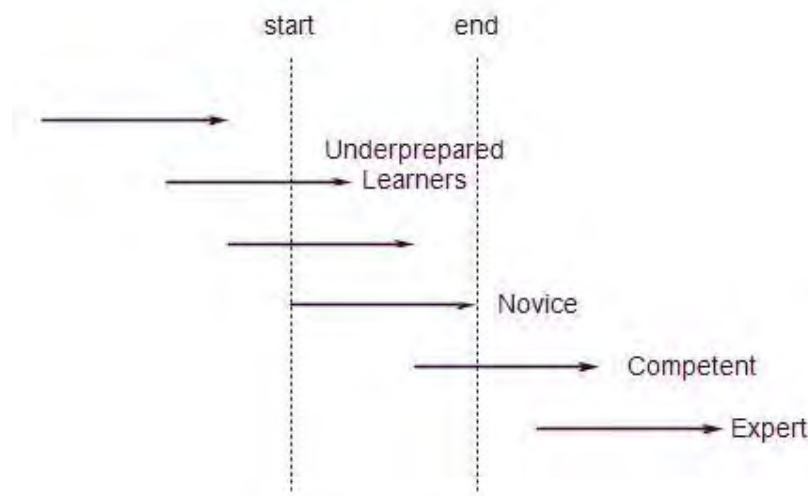 start
end
Underprepared
Learners
Novice
Competent
Expert